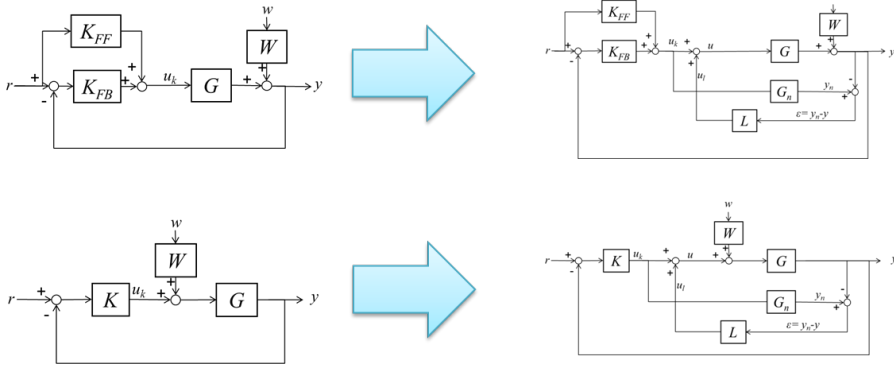 w
K_FF
W
r + + K_FB + + u_k G + + y
-
w
K_FF
W
r + + K_FB + + u_k + + u G + + y
-
u_l
G_n y_n - +
L ε= y_n-y
w
W
r + - K u_k + + G y
w
W
r + - K u_k + + u + + G y
u_l
G_n y_n - +
L ε= y_n-y